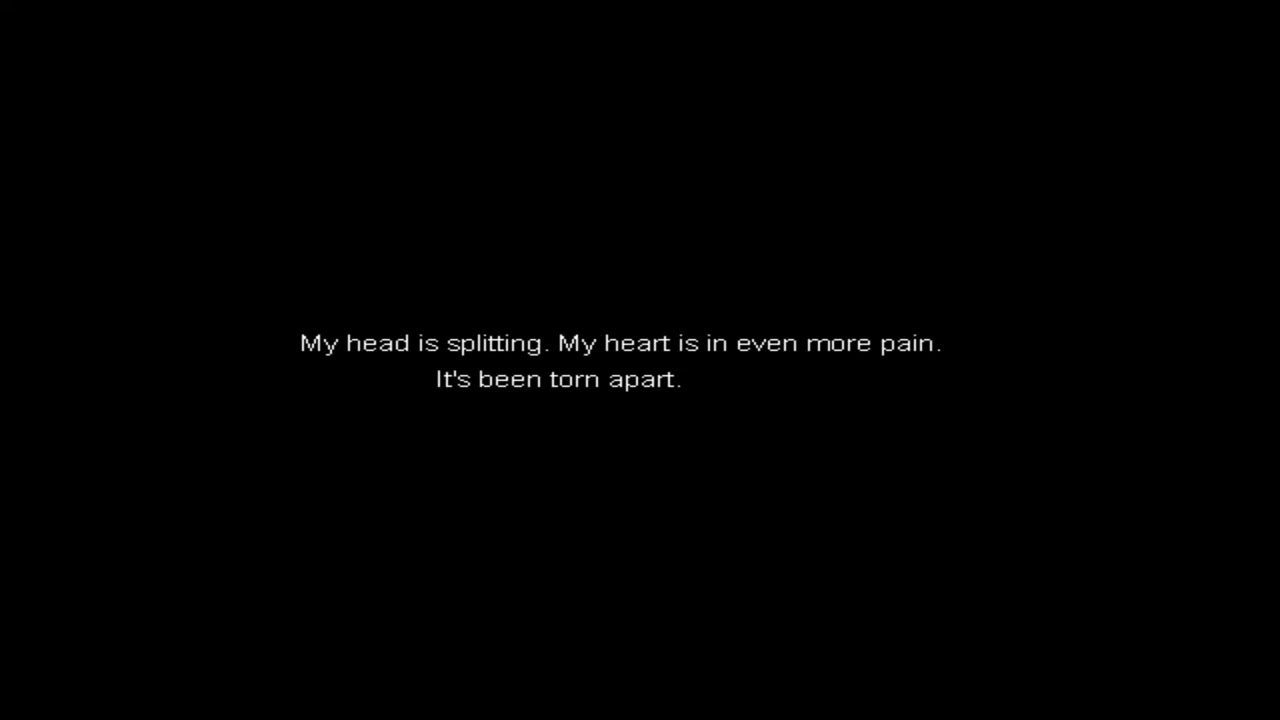 My head is splitting. My heart is in even more pain.
It's been torn apart.